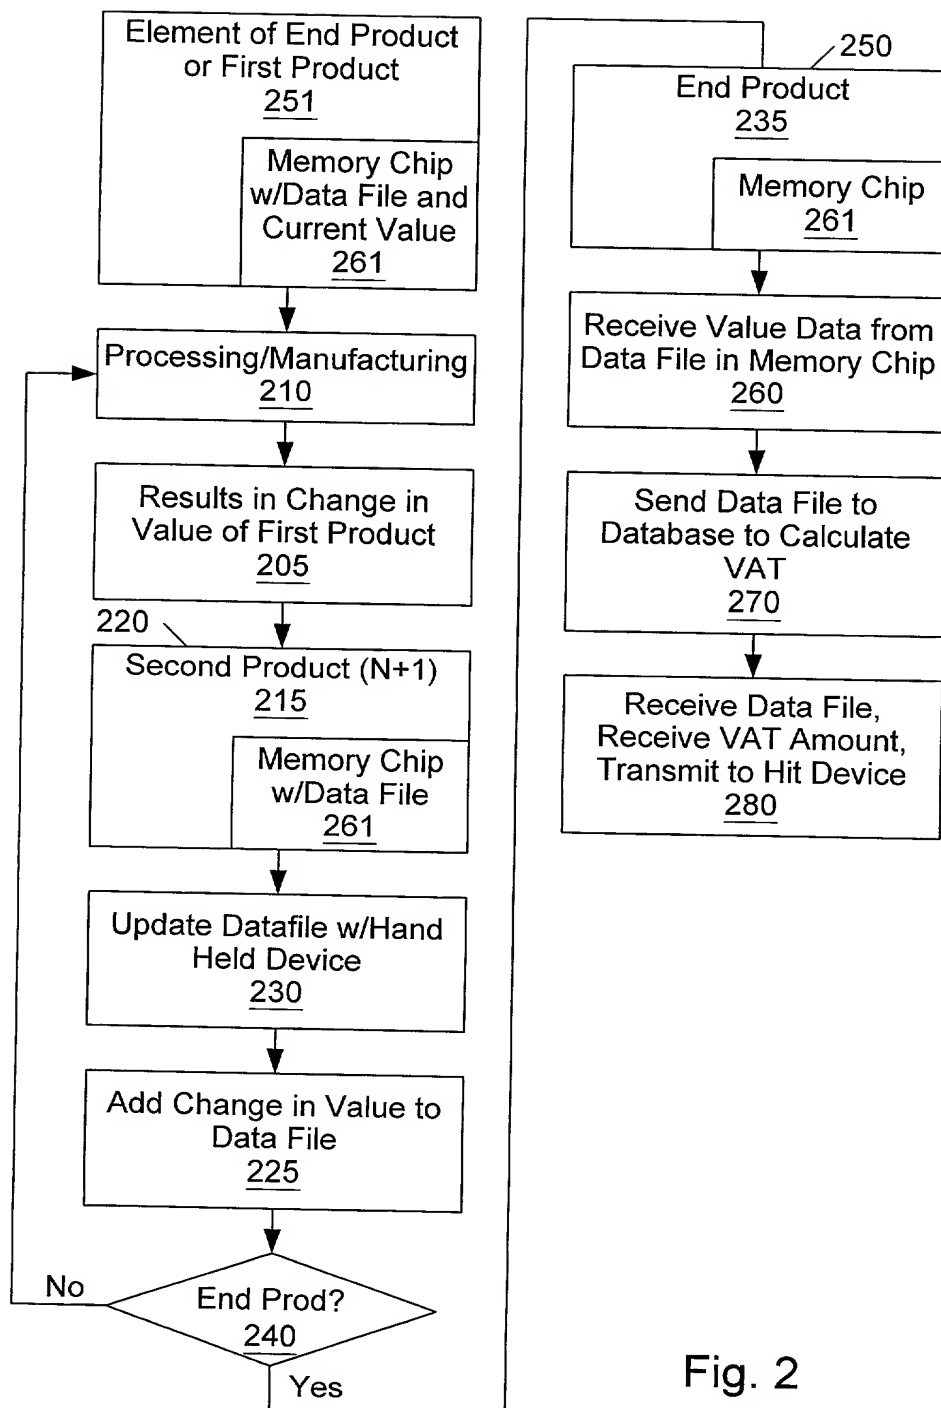 Element of End Product
or First Product
251
Memory Chip
w/Data File and
Current Value
261
Processing/Manufacturing
210
Results in Change in
Value of First Product
205
220
Second Product (N+1)
215
Memory Chip
w/Data File
261
Update Datafile w/Hand
Held Device
230
Add Change in Value to
Data File
225
No
End Prod?
240
Yes
250
End Product
235
Memory Chip
261
Receive Value Data from
Data File in Memory Chip
260
Send Data File to
Database to Calculate
VAT
270
Receive Data File,
Receive VAT Amount,
Transmit to Hit Device
280
Fig. 2